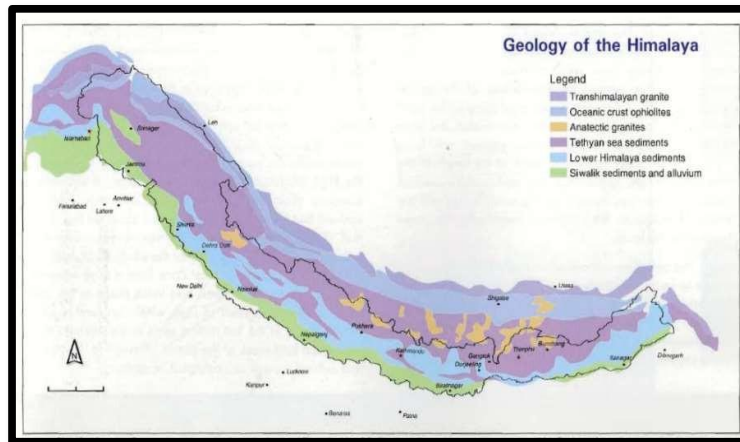 Geology of the Himalaya
Legend
Transhimalayan granite
Oceanic crust ophiolites
Anatectic granites
Tethyan sea sediments
Lower Himalaya sediments
Siwalik sediments and alluvium
Islamabad
Srinagar
Leh
Jammu
Faisalabad
Lahore
Amritsar
Shimla
Dehra Dun
New Delhi
Nainital
Nepalganj
Pokhara
Kathmandu
Lucknow
Kanpur
Benaras
Patna
Biratnagar
Darjeeling
Gangtok
Thimphu
Bumthang
Shigatse
Lhasa
Itanagar
Dibrugarh
N